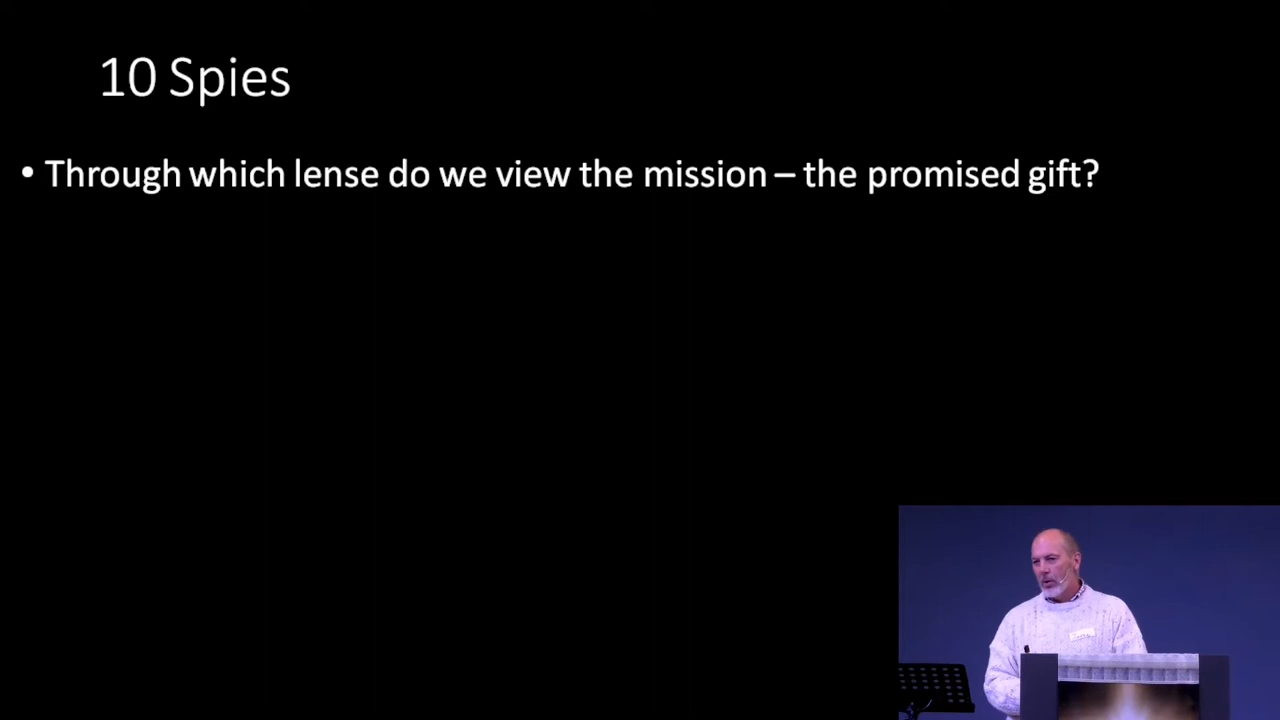 10 Spies
• Through which lense do we view the mission – the promised gift?